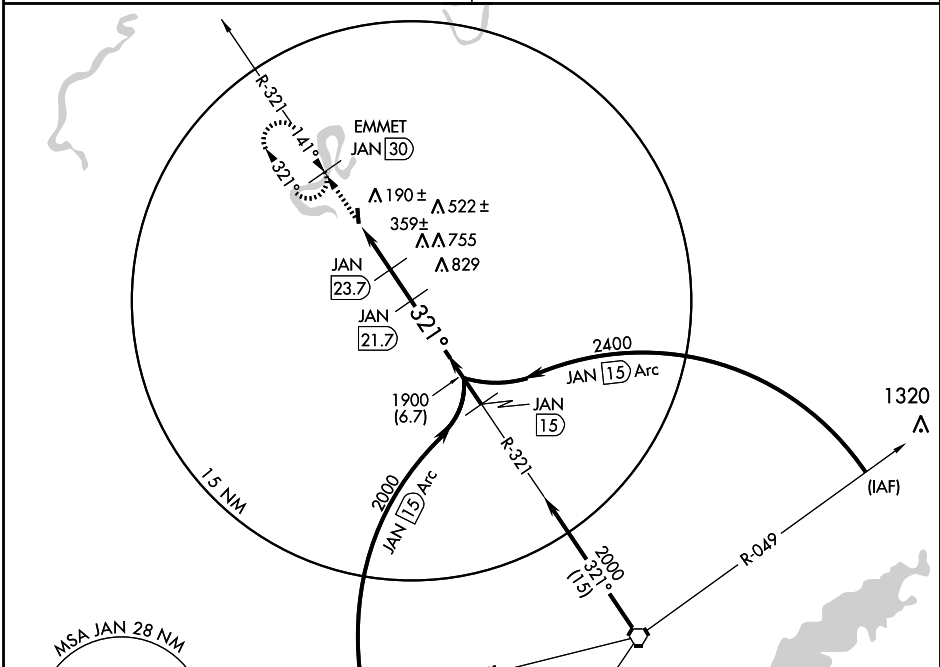 R-321
141°
321°
EMMET
JAN 30
190 ±
522 ±
359±
755
829
JAN
23.7
JAN
21.7
321°
2400
JAN 15 Arc
1900
(6.7)
JAN
15
1320
R-321
2000
JAN 15 Arc
(IAF)
15 NM
R-049
2000
321°
(15)
MSA JAN 28 NM